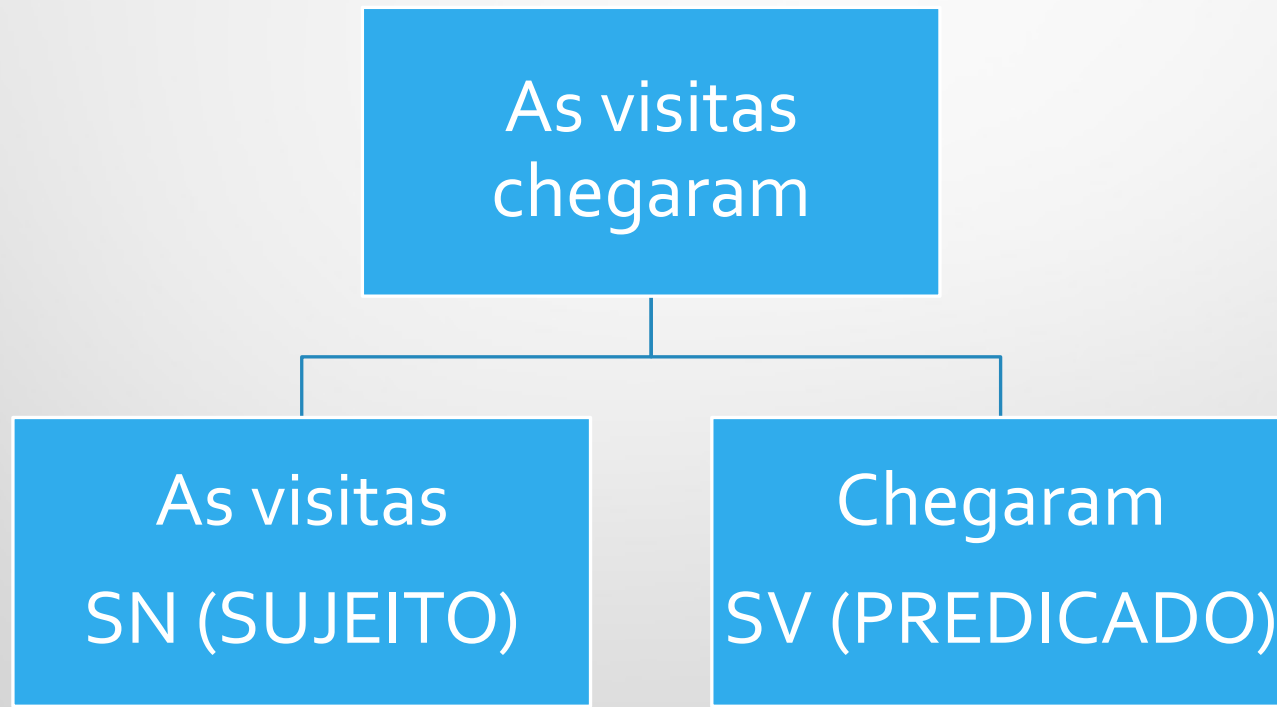 As visitas
chegaram
As visitas
SN (SUJEITO)
Chegaram
SV (PREDICADO)